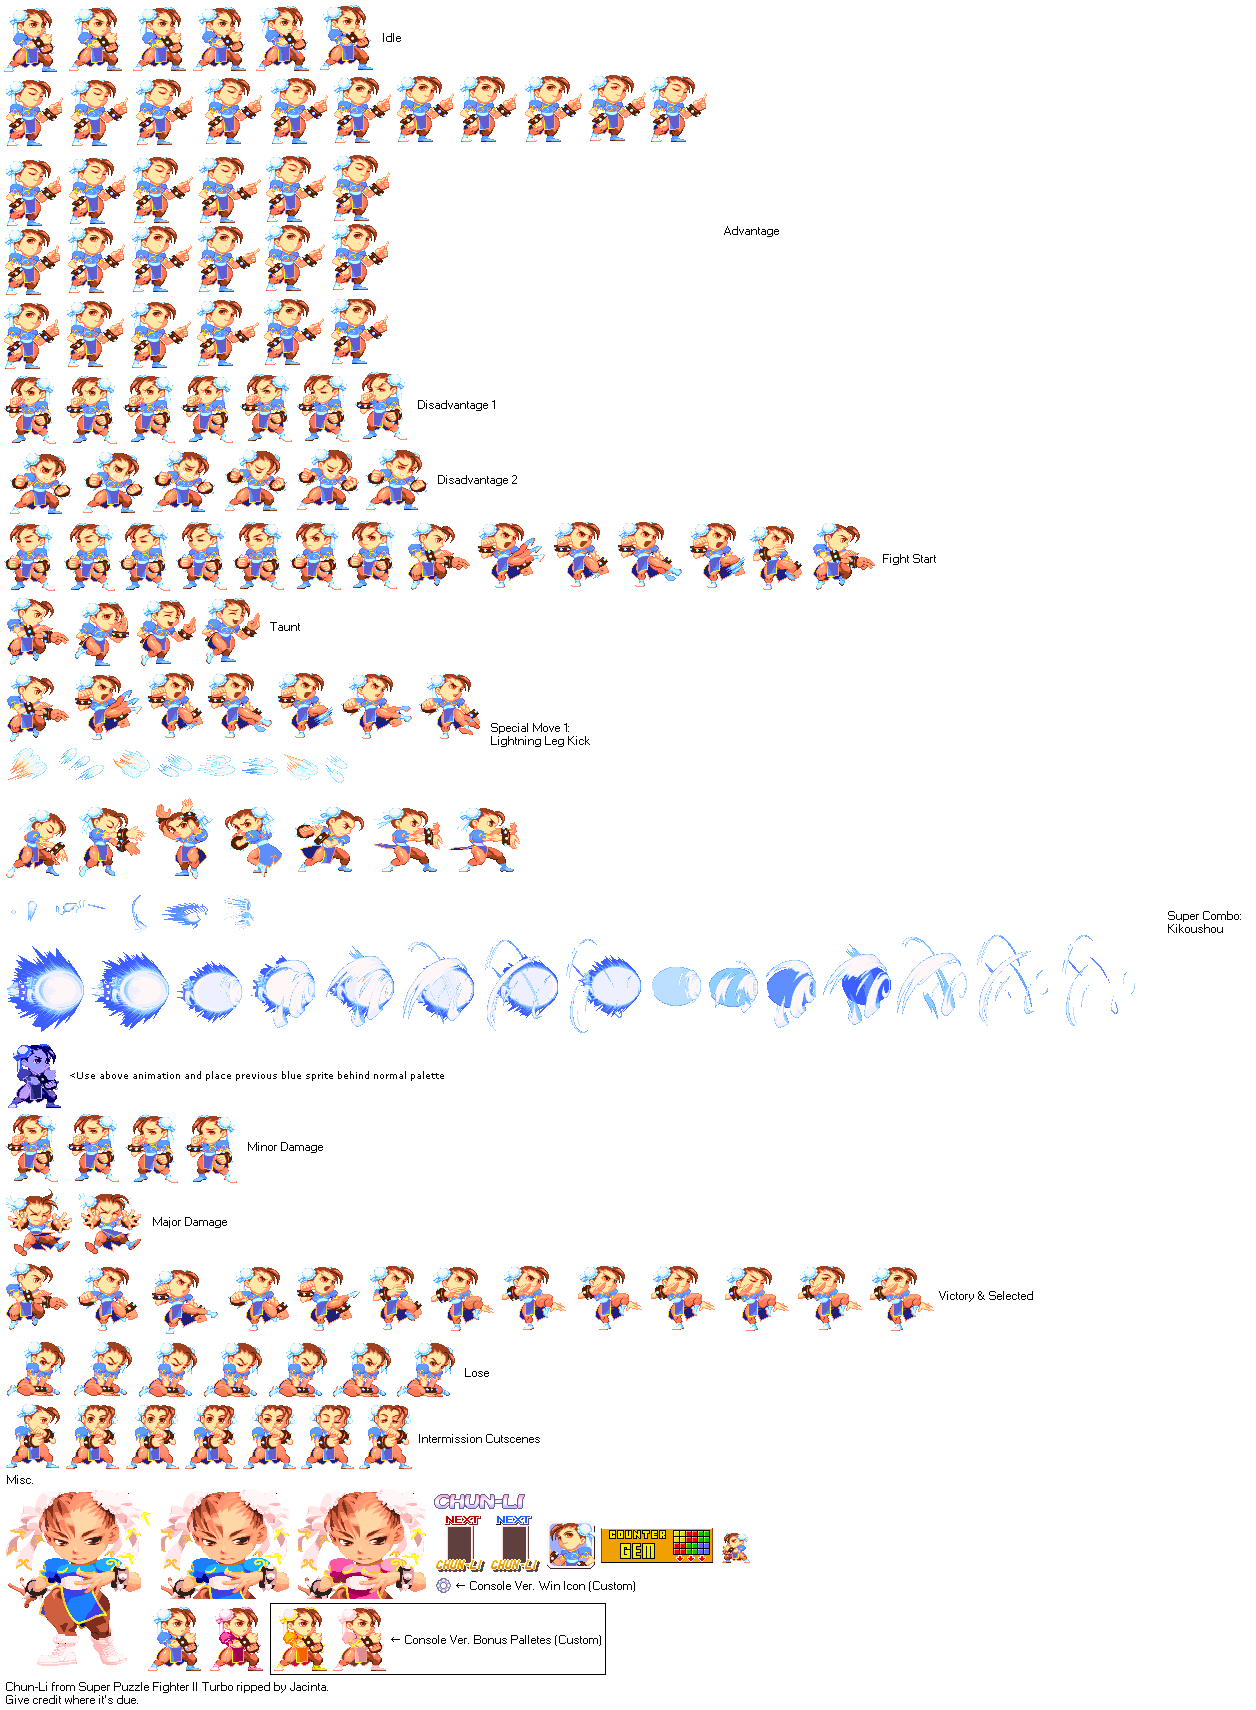 Idle
Advantage
Disadvantage 1
Disadvantage 2
Fight Start
Taunt
Special Move 1:
Lightning Leg Kick
Super Combo:
Kikoushou
<Use above animation and place previous blue sprite behind normal palette
Minor Damage
Major Damage
Victory & Selected
Lose
Intermission Cutscenes
Misc.
CHUN-LI
NEXT
CHUN-LI
NEXT
CHUN-LI
COUNTER
GEM
← Console Ver. Win Icon (Custom)
← Console Ver. Bonus Palletes (Custom)
Chun-Li from Super Puzzle Fighter II Turbo ripped by Jacinta.
Give credit where it's due.